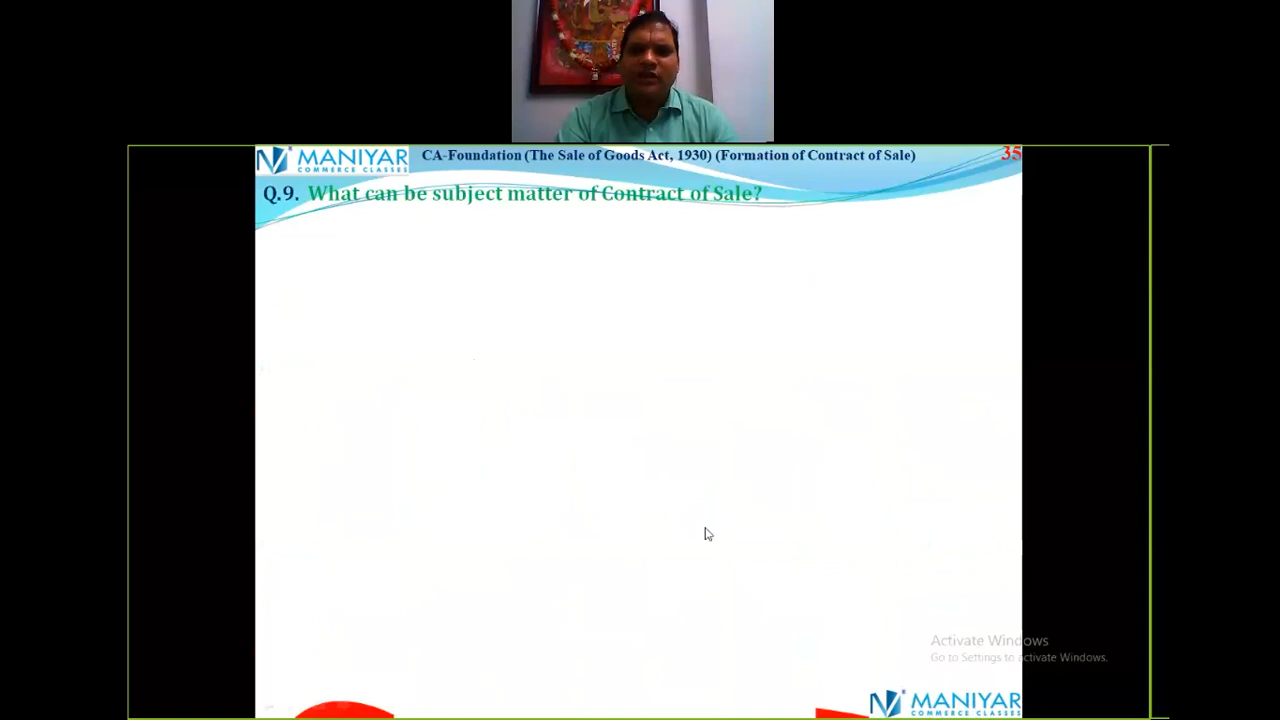 MANIYAR
COMMERCE CLASSES
CA-Foundation (The Sale of Goods Act, 1930) (Formation of Contract of Sale)
35
Q.9. What can be subject matter of Contract of Sale?
Activate Windows
Go to Settings to activate Windows.
MANIYAR
COMMERCE CLASSES